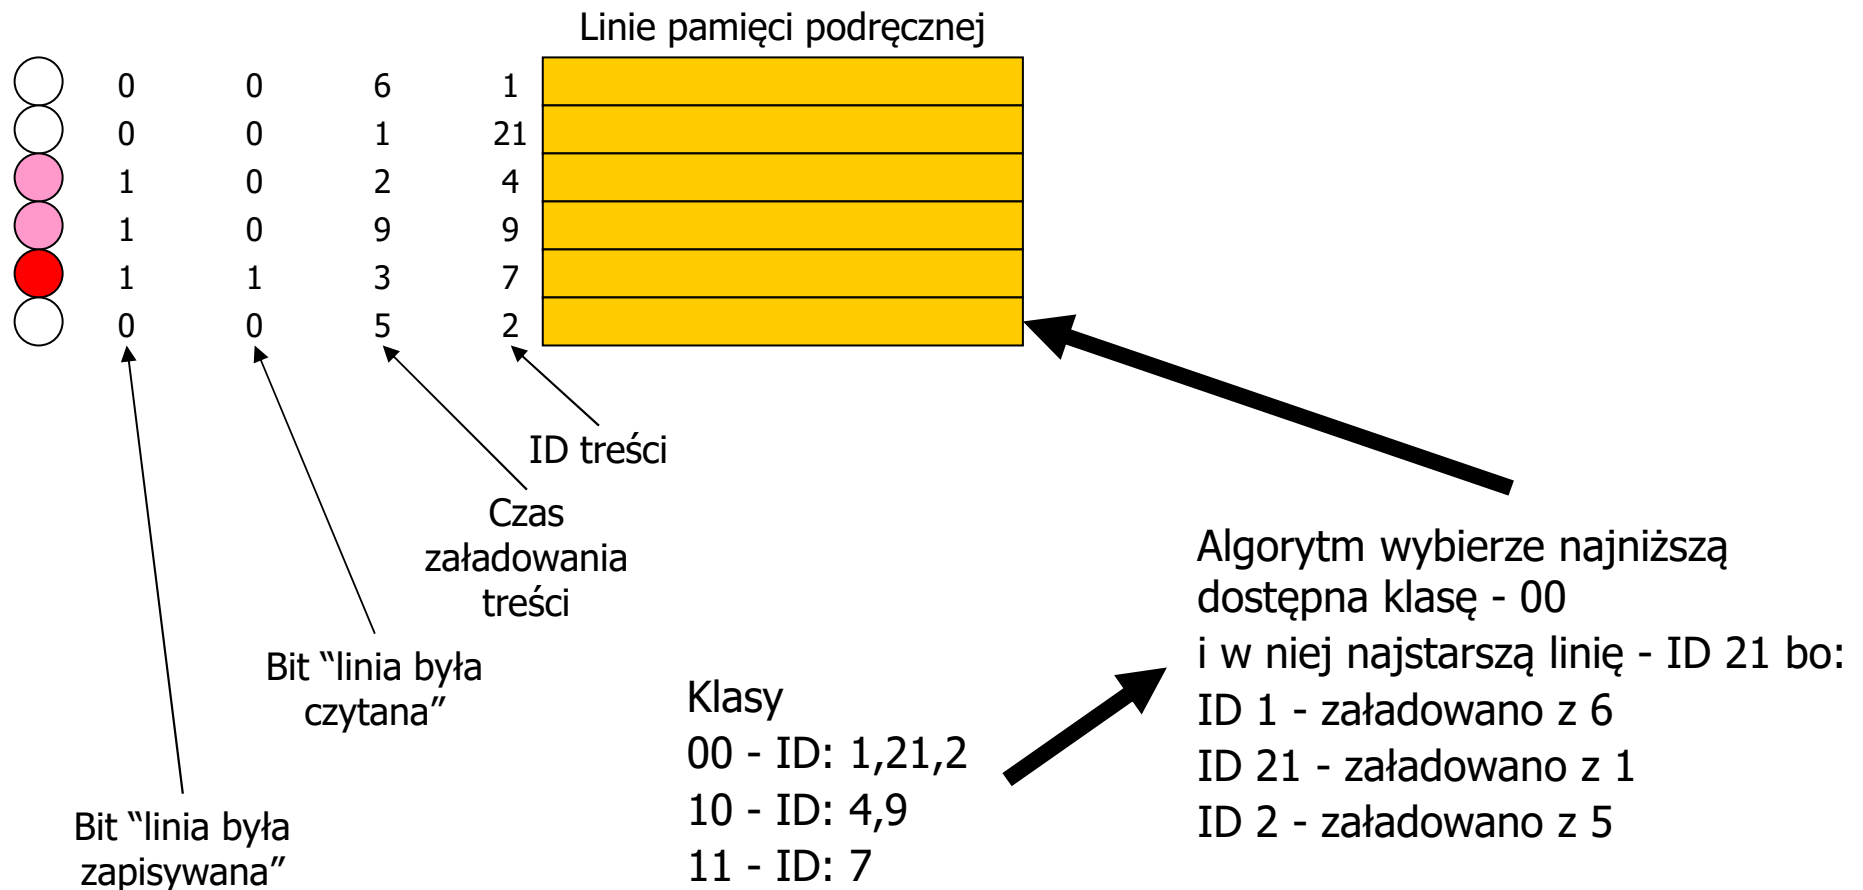 Linie pamięci podręcznej
0 0 6 1
0 0 1 21
1 0 2 4
1 0 9 9
1 1 3 7
0 0 5 2
ID treści
Czas
załadowania
treści
Bit “linia była
czytana”
Bit “linia była
zapisywana”
Klasy
00 - ID: 1,21,2
10 - ID: 4,9
11 - ID: 7
Algorytm wybierze najniższą
dostępna klasę - 00
i w niej najstarszą linię - ID 21 bo:
ID 1 - załadowano z 6
ID 21 - załadowano z 1
ID 2 - załadowano z 5